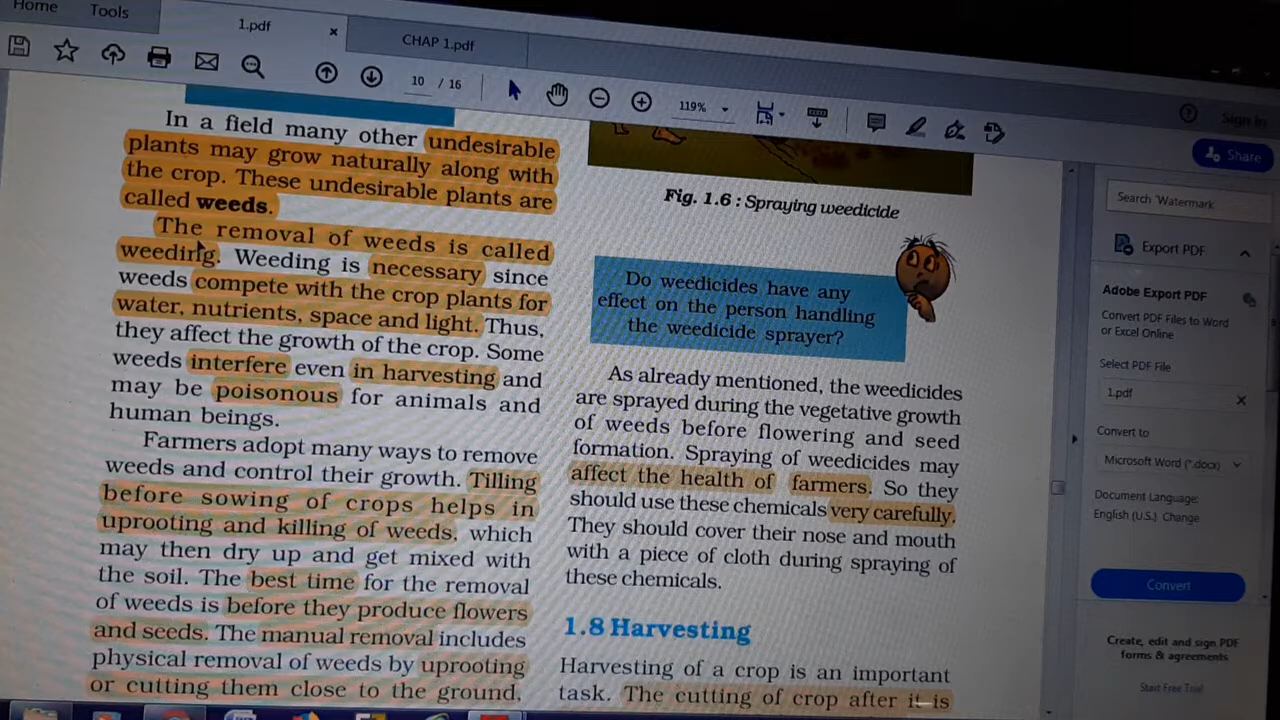 Home
Tools
1.pdf
×
CHAP 1.pdf
10 / 16
119%
Sign In
Share
In a field many other undesirable
plants may grow naturally along with
the crop. These undesirable plants are
called weeds.
The removal of weeds is called
weeding. Weeding is necessary since
weeds compete with the crop plants for
water, nutrients, space and light. Thus,
they affect the growth of the crop. Some
weeds interfere even in harvesting and
may be poisonous for animals and
human beings.
Farmers adopt many ways to remove
weeds and control their growth. Tilling
before sowing of crops helps in
uprooting and killing of weeds, which
may then dry up and get mixed with
the soil. The best time for the removal
of weeds is before they produce flowers
and seeds. The manual removal includes
physical removal of weeds by uprooting
or cutting them close to the ground,
Fig. 1.6 : Spraying weedicide
Do weedicides have any
effect on the person handling
the weedicide sprayer?
As already mentioned, the weedicides
are sprayed during the vegetative growth
of weeds before flowering and seed
formation. Spraying of weedicides may
affect the health of farmers. So they
should use these chemicals very carefully.
They should cover their nose and mouth
with a piece of cloth during spraying of
these chemicals.
1.8 Harvesting
Harvesting of a crop is an important
task. The cutting of crop after it is
Search 'Watermark
Export PDF
Adobe Export PDF
Convert PDF Files to Word
or Excel Online
Select PDF File
1.pdf
×
Convert to
Microsoft Word (*.docx)
Document Language:
English (U.S.) Change
Convert
Create, edit and sign PDF
forms & agreements
Start Free Trial